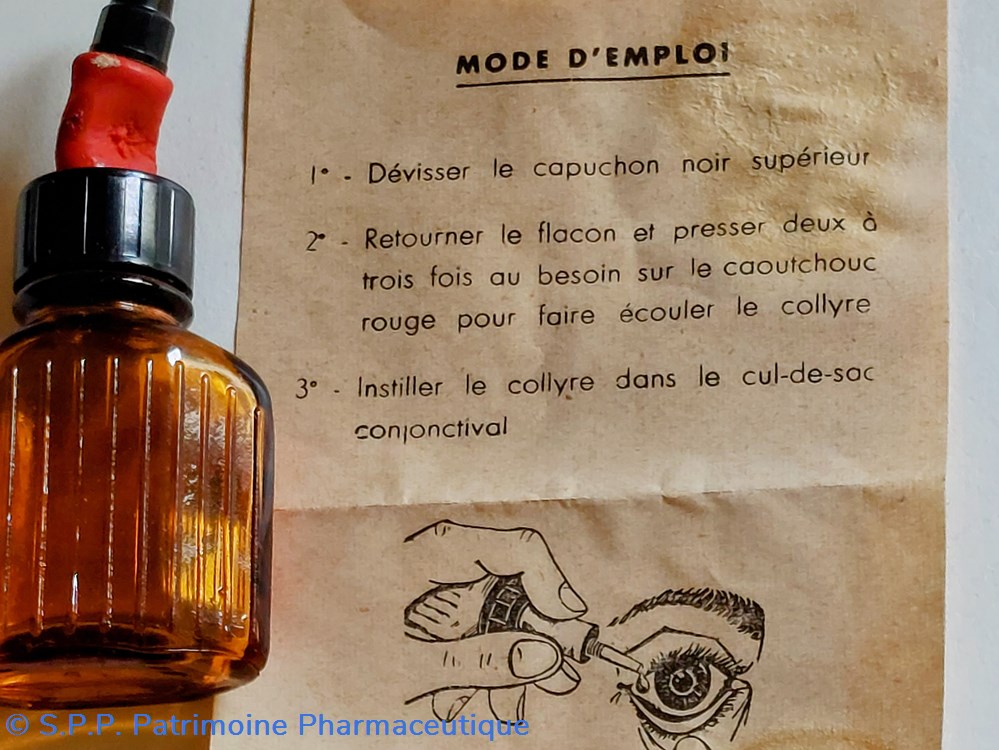 MODE D'EMPLOI
1° - Dévisser le capuchon noir supérieur
2° - Retourner le flacon et presser deux à
trois fois au besoin sur le caoutchouc
rouge pour faire écouler le collyre
3° - Instiller le collyre dans le cul-de-sac
conjonctival
© S.P.P. Patrimoine Pharmaceutique